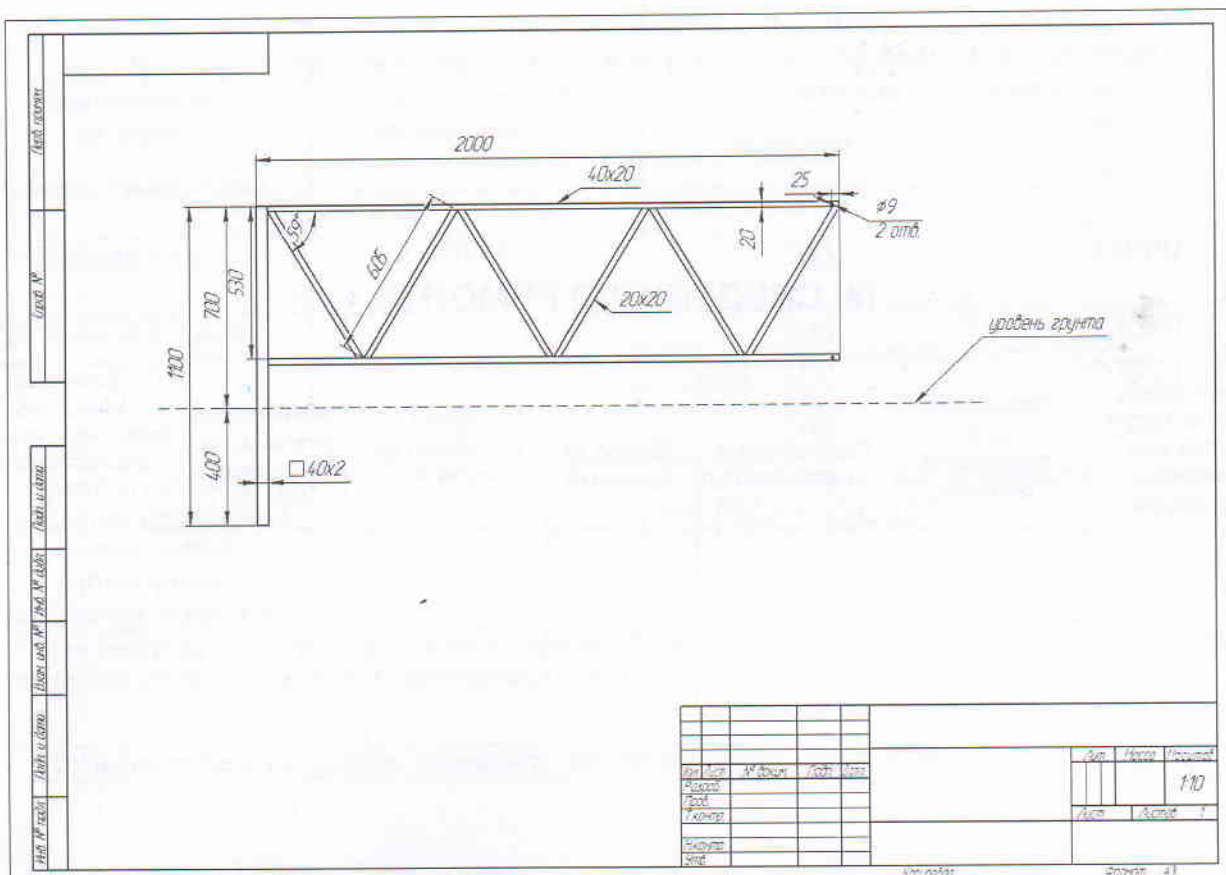 2000
40x20
25
ø9
2 отв.
59°
605
20
530
700
1100
20x20
уровень грунта
400
□40x2
Перв. примен.
Справ. №
Подп. и дата
Инв. № дубл.
Взам. инв. №
Подп. и дата
Инв. № подл.
Изм. Лист № докум. Подп. Дата
Разраб.
Пров.
Т.контр.
Н.контр.
Утв.
Лит. Масса Масштаб
1:10
Лист Листов 1
Копировал Формат A3